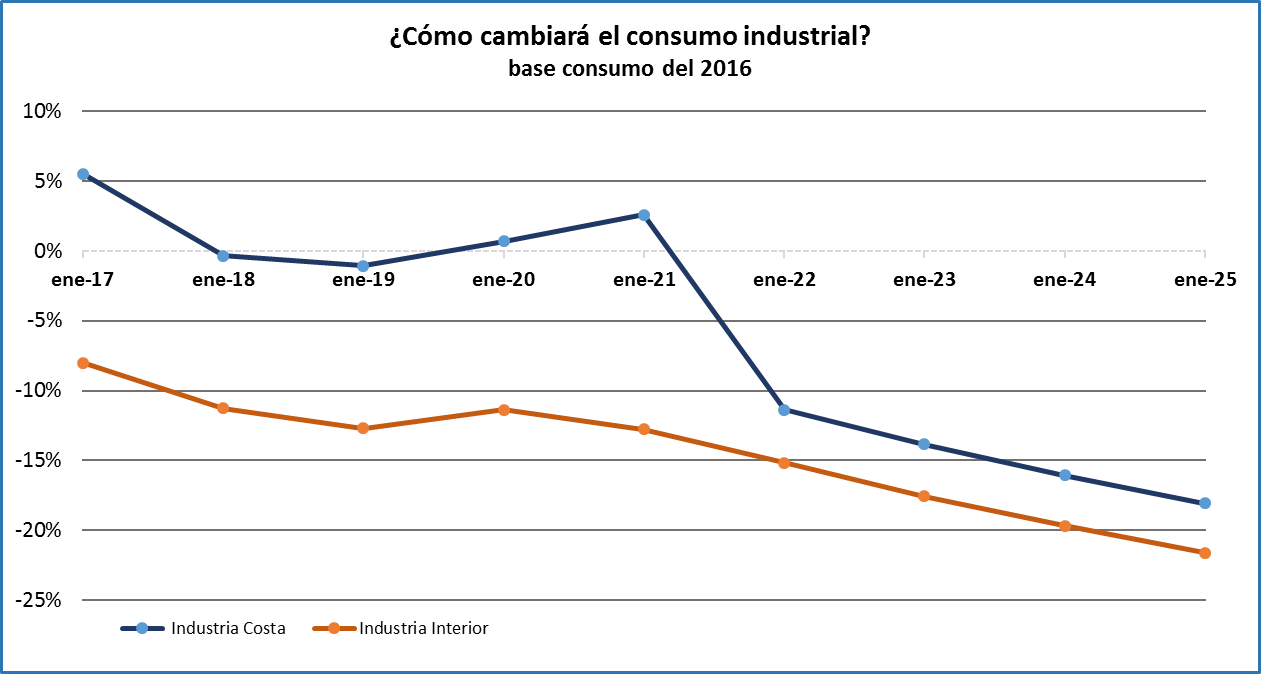 ¿Cómo cambiará el consumo industrial?
base consumo del 2016
10%
5%
0%
ene-17 ene-18 ene-19 ene-20 ene-21 ene-22 ene-23 ene-24 ene-25
-5%
-10%
-15%
-20%
-25%
Industria Costa Industria Interior